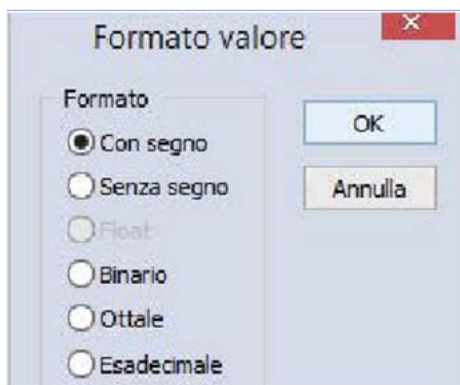 Formato valore
Formato
Con segno
Senza segno
Float
Binario
Ottale
Esadecimale
OK
Annulla